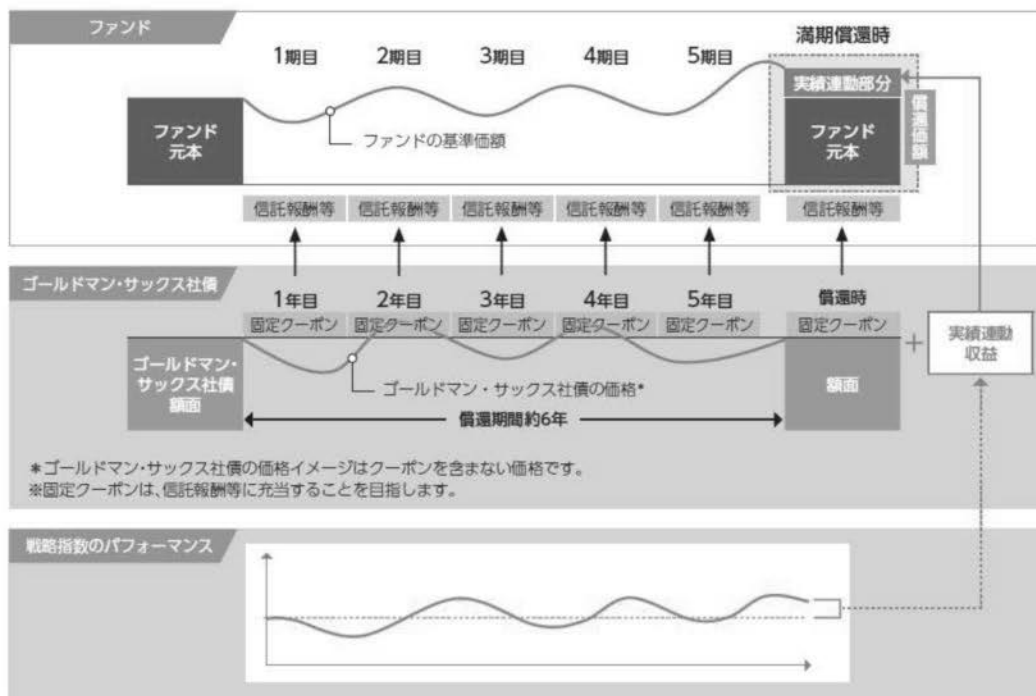 ファンド
満期償還時
1期目 2期目 3期目 4期目 5期目
実績連動部分
ファンド
元本
ファンドの基準価額
ファンド
元本
償還価額
信託報酬等 信託報酬等 信託報酬等 信託報酬等 信託報酬等 信託報酬等
ゴールドマン・サックス社債
1年目 2年目 3年目 4年目 5年目 償還時
固定クーポン 固定クーポン 固定クーポン 固定クーポン 固定クーポン 固定クーポン
+
実績連動
収益
ゴールドマン・
サックス社債
額面
ゴールドマン・サックス社債の価格*
額面
償還期間約6年
*ゴールドマン・サックス社債の価格イメージはクーポンを含まない価格です。
※固定クーポンは、信託報酬等に充当することを目指します。
戦略指数のパフォーマンス